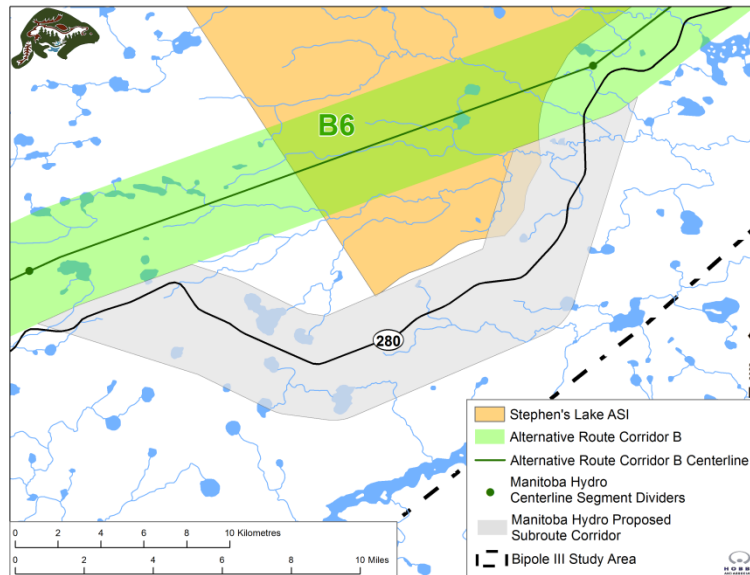 B6
280
Stephen's Lake ASI
Alternative Route Corridor B
Alternative Route Corridor B Centerline
Manitoba Hydro
Centerline Segment Dividers
Manitoba Hydro Proposed
Subroute Corridor
Bipole III Study Area
0 2 4 6 8 10 Kilometres
0 2 4 6 8 10 Miles